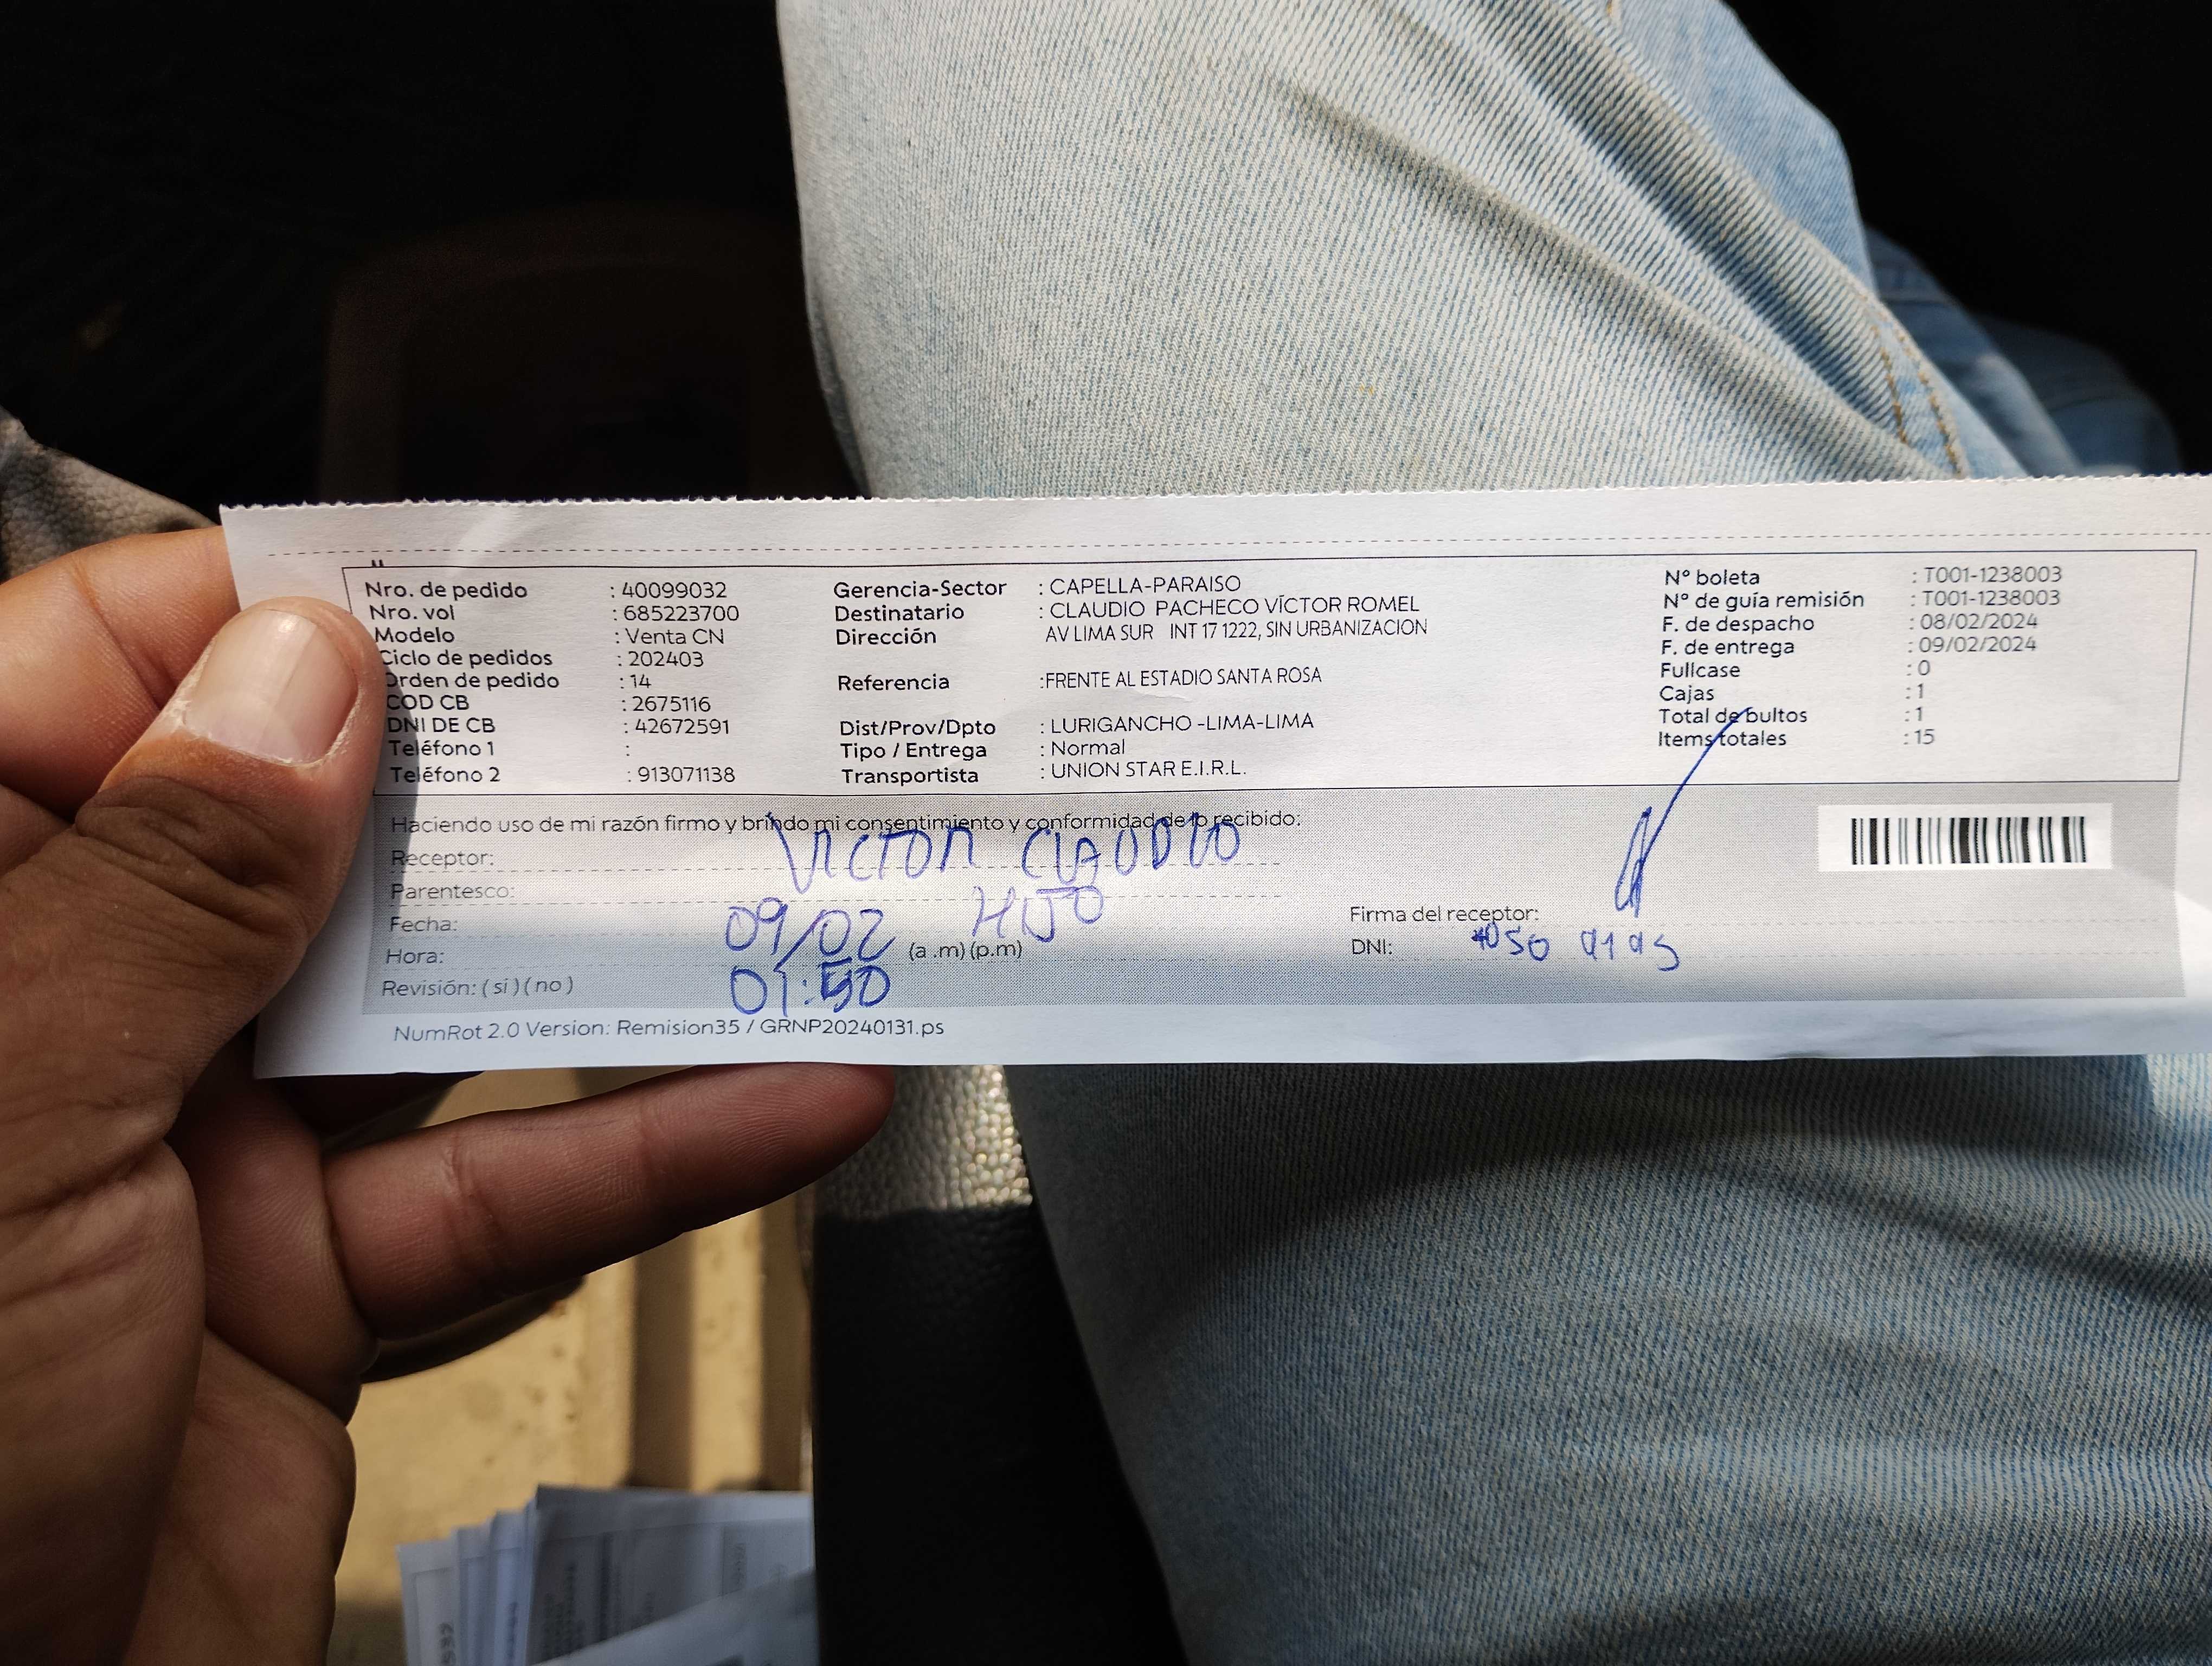 Nro. de pedido : 40099032
Nro. vol : 685223700
Modelo : Venta CN
Ciclo de pedidos : 202403
Orden de pedido : 14
COD CB : 2675116
DNI DE CB : 42672591
Teléfono 1 :
Teléfono 2 : 913071138
Gerencia-Sector : CAPELLA-PARAISO
Destinatario : CLAUDIO PACHECO VÍCTOR ROMEL
Dirección AV LIMA SUR INT 17 1222, SIN URBANIZACION
Referencia :FRENTE AL ESTADIO SANTA ROSA
Dist/Prov/Dpto : LURIGANCHO -LIMA-LIMA
Tipo / Entrega : Normal
Transportista : UNION STAR E.I.R.L.
N° boleta : T001-1238003
N° de guía remisión : T001-1238003
F. de despacho : 08/02/2024
F. de entrega : 09/02/2024
Fullcase : 0
Cajas : 1
Total de bultos : 1
Items totales : 15
Haciendo uso de mi razón firmo y brindo mi consentimiento y conformidad de lo recibido:
Receptor: VICTOR CLAUDIO
Parentesco: HIJO
Fecha: 09/02
Hora: 01:50 (a .m) (p.m)
Revisión: ( si ) ( no )
Firma del receptor:
DNI:
NumRot 2.0 Version: Remision35 / GRNP20240131.ps